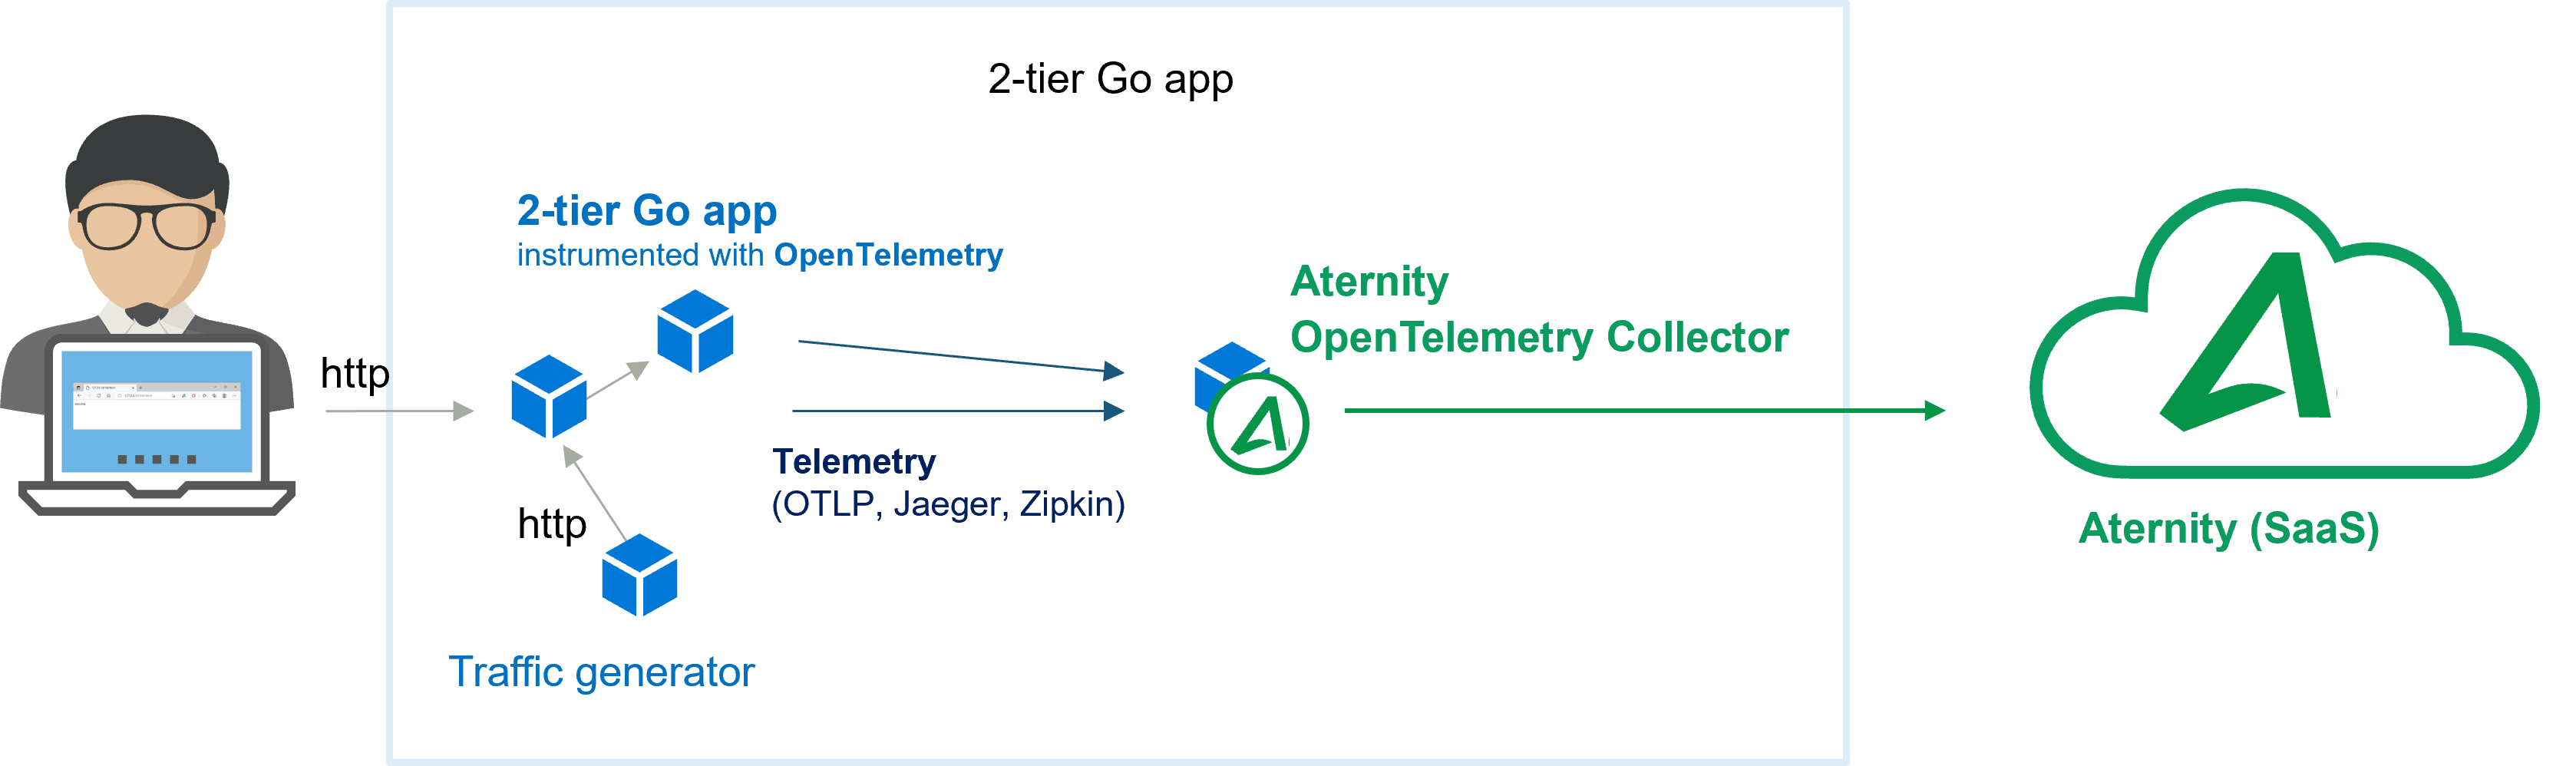 2-tier Go app
2-tier Go app
instrumented with OpenTelemetry
Aternity
OpenTelemetry Collector
http
Telemetry
(OTLP, Jaeger, Zipkin)
http
Aternity (SaaS)
Traffic generator